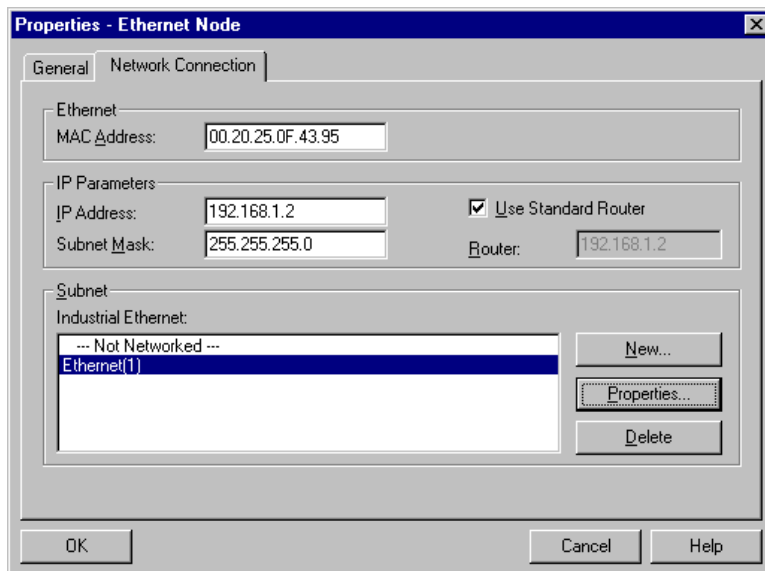 Properties - Ethernet Node
General Network Connection
Ethernet
MAC Address: 00.20.25.0F.43.95
IP Parameters
IP Address: 192.168.1.2 Use Standard Router
Subnet Mask: 255.255.255.0 Router: 192.168.1.2
Subnet
Industrial Ethernet:
--- Not Networked --- New...
Ethernet(1)
Properties...
Delete
OK Cancel Help